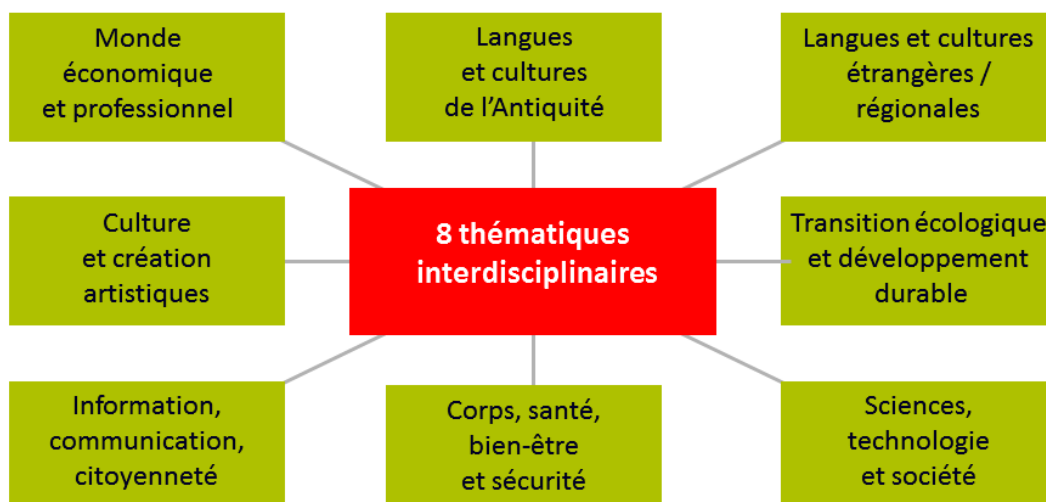 Monde
économique
et professionnel
Langues
et cultures
de l'Antiquité
Langues et cultures
étrangères /
régionales
Culture
et création
artistiques
8 thématiques
interdisciplinaires
Transition écologique
et développement
durable
Information,
communication,
citoyenneté
Corps, santé,
bien-être
et sécurité
Sciences,
technologie
et société